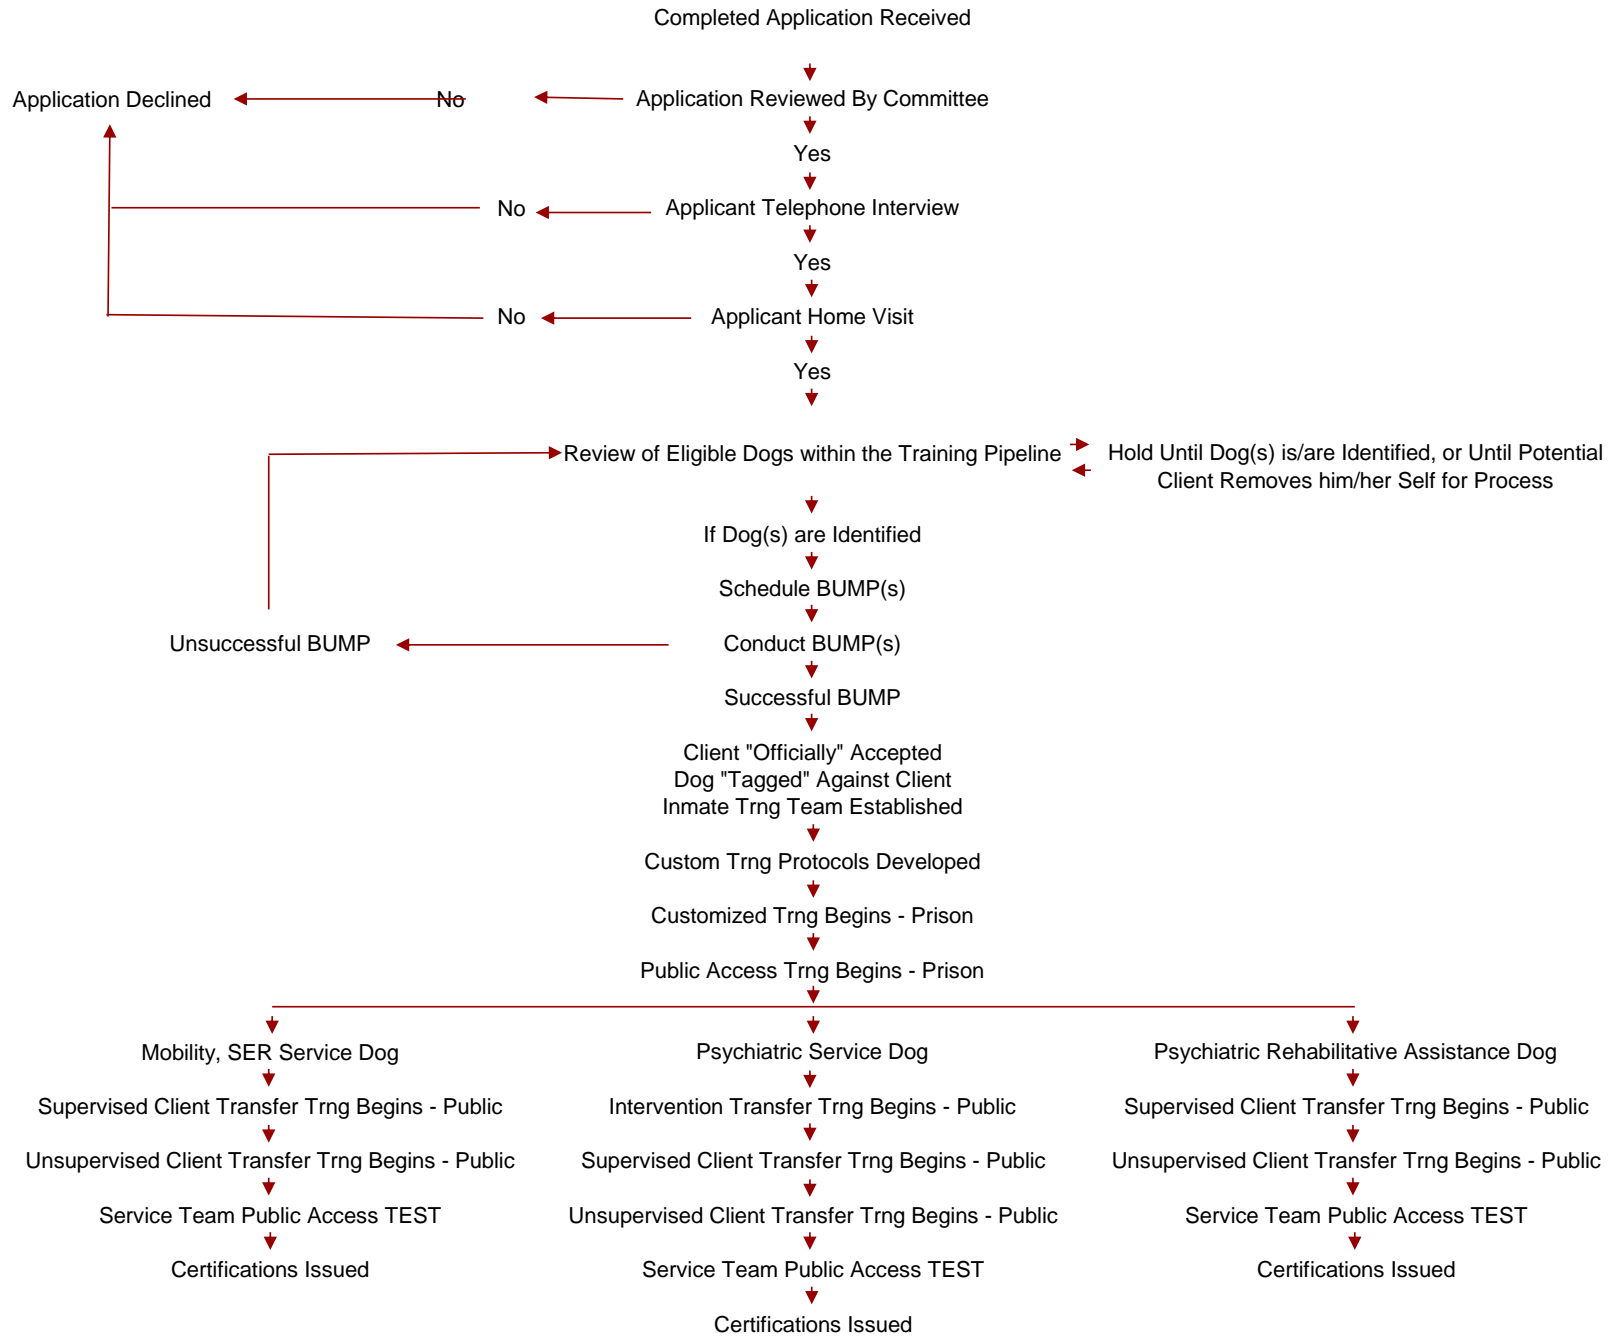 Completed Application Received
Application Declined
No
Application Reviewed By Committee
Yes
No
Applicant Telephone Interview
Yes
No
Applicant Home Visit
Yes
Review of Eligible Dogs within the Training Pipeline
Hold Until Dog(s) is/are Identified, or Until Potential
Client Removes him/her Self for Process
If Dog(s) are Identified
Schedule BUMP(s)
Unsuccessful BUMP
Conduct BUMP(s)
Successful BUMP
Client "Officially" Accepted
Dog "Tagged" Against Client
Inmate Trng Team Established
Custom Trng Protocols Developed
Customized Trng Begins - Prison
Public Access Trng Begins - Prison
Mobility, SER Service Dog
Supervised Client Transfer Trng Begins - Public
Unsupervised Client Transfer Trng Begins - Public
Service Team Public Access TEST
Certifications Issued
Psychiatric Service Dog
Intervention Transfer Trng Begins - Public
Supervised Client Transfer Trng Begins - Public
Unsupervised Client Transfer Trng Begins - Public
Service Team Public Access TEST
Certifications Issued
Psychiatric Rehabilitative Assistance Dog
Supervised Client Transfer Trng Begins - Public
Unsupervised Client Transfer Trng Begins - Public
Service Team Public Access TEST
Certifications Issued